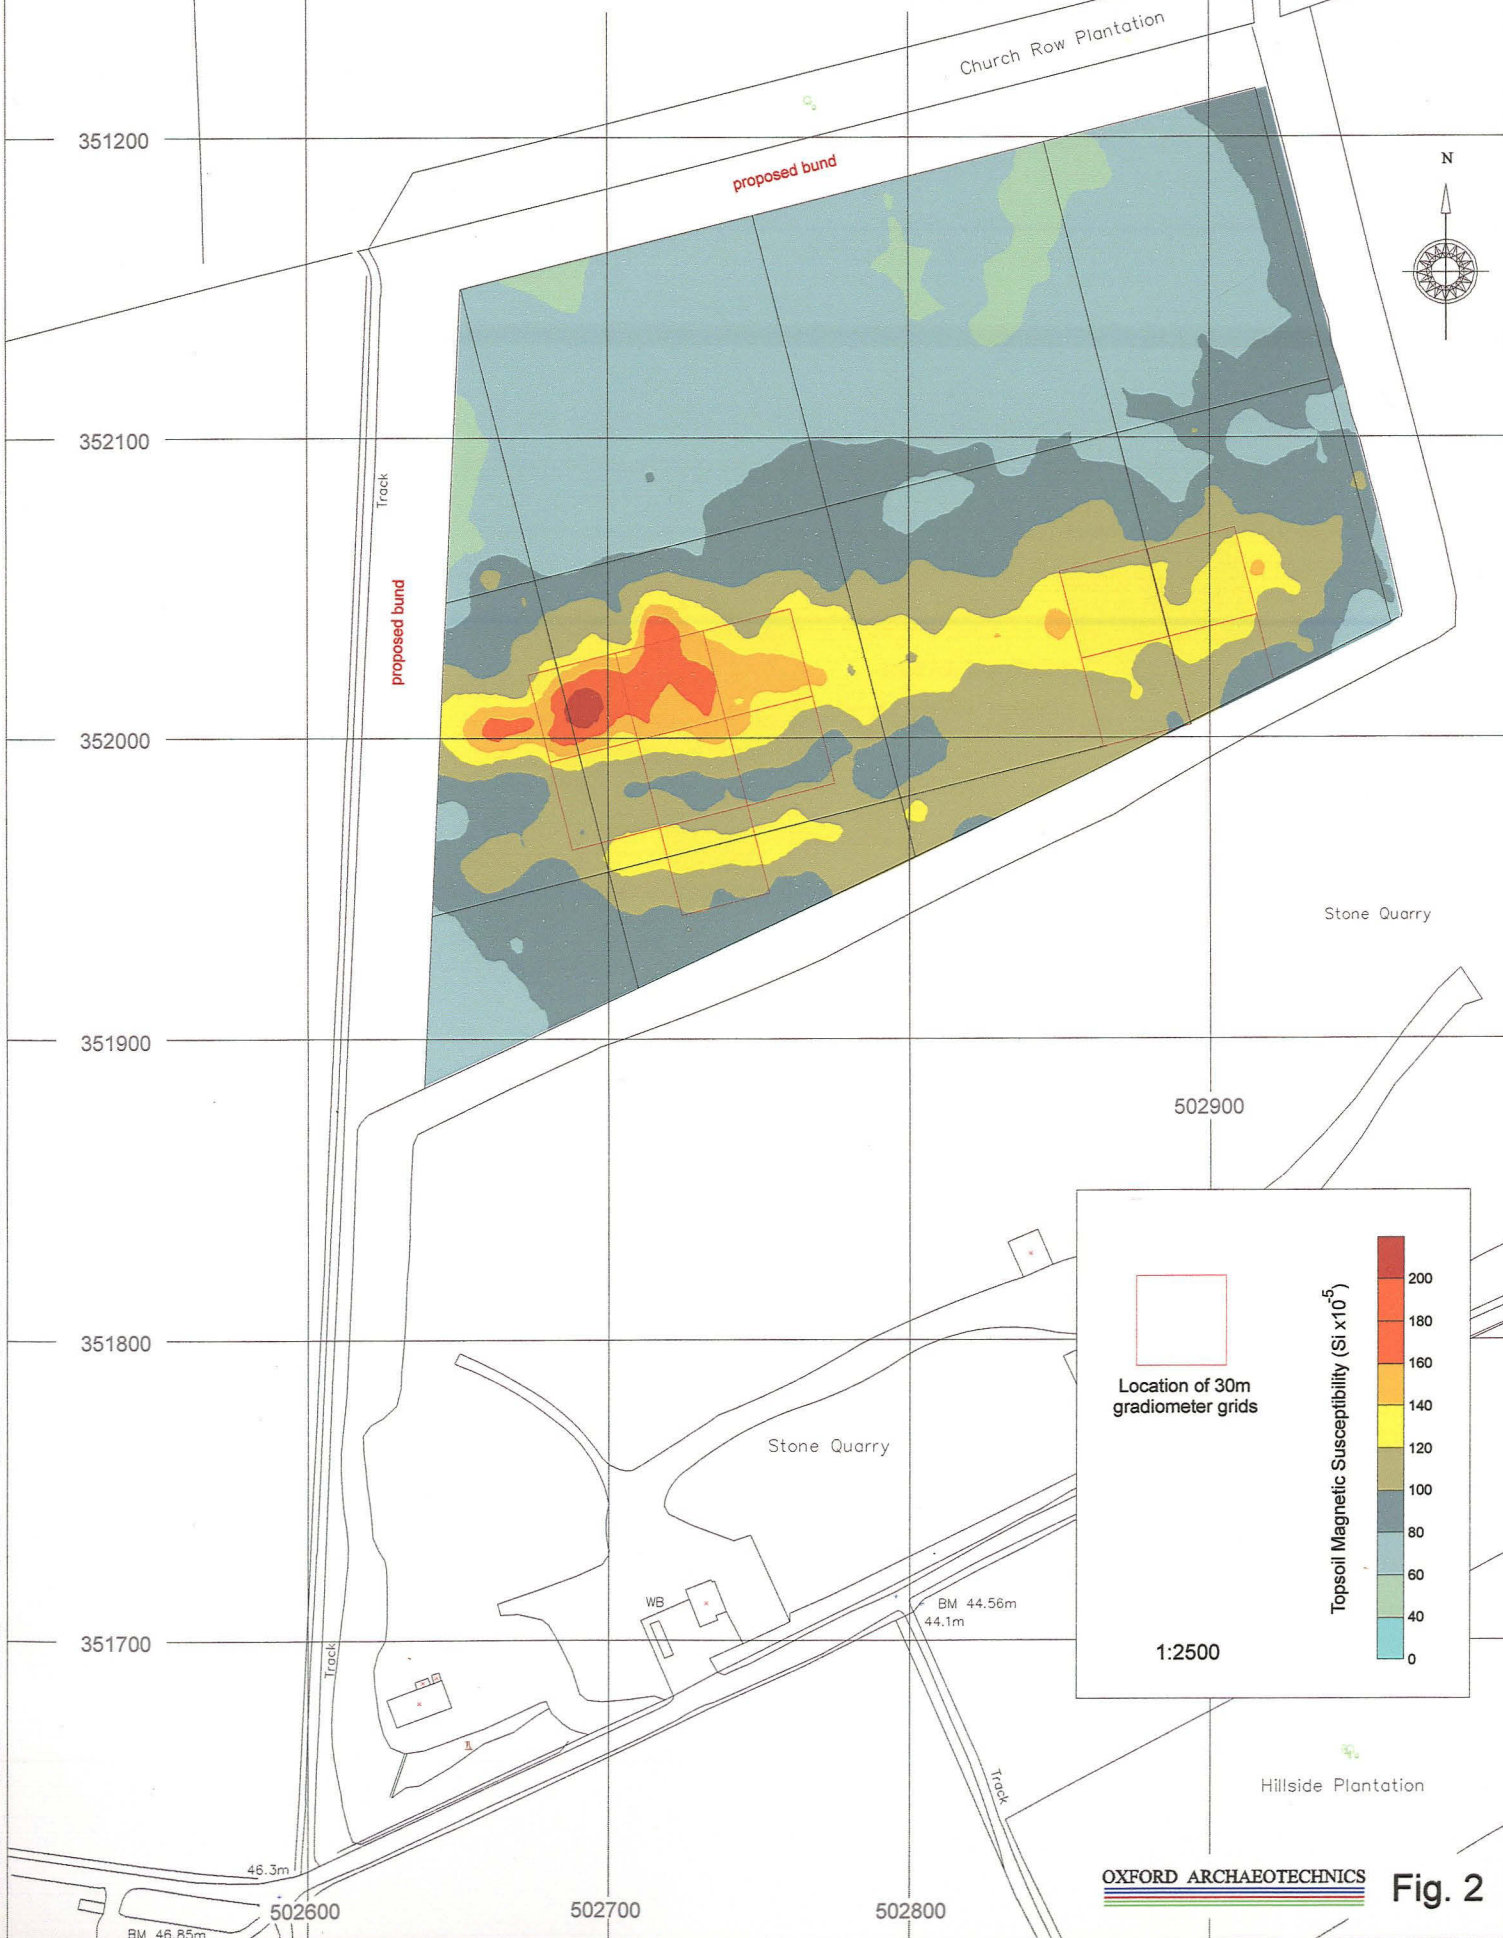 Church Row Plantation
351200
proposed bund
N
352100
Track
proposed bund
352000
Stone Quarry
351900
502900
Topsoil Magnetic Susceptibility (Si x10-5)
200
180
160
140
120
100
80
60
40
0
Location of 30m
gradiometer grids
1:2500
351800
Stone Quarry
WB
BM 44.56m
44.1m
351700
Track
Track
Hillside Plantation
46.3m
502600
502700
502800
BM 46.85m
OXFORD ARCHAEOTECHNICS
Fig. 2